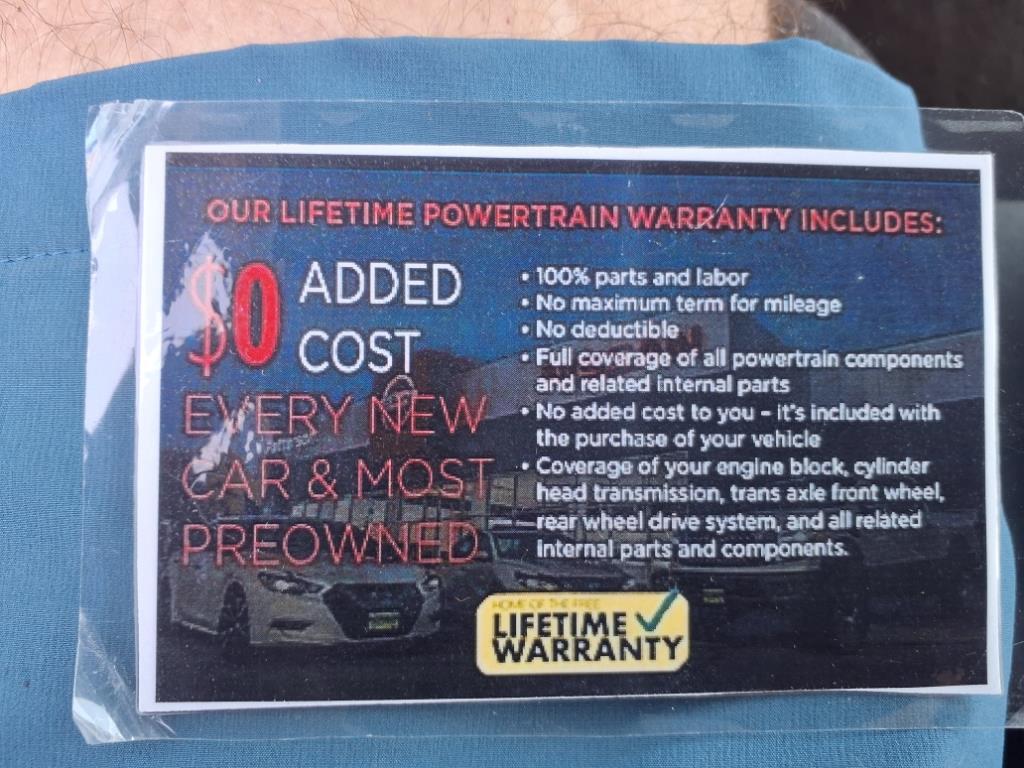 OUR LIFETIME POWERTRAIN WARRANTY INCLUDES:
$0 ADDED
COST
EVERY NEW
CAR & MOST
PREOWNED
• 100% parts and labor
• No maximum term for mileage
• No deductible
• Full coverage of all powertrain components
and related internal parts
• No added cost to you - it's included with
the purchase of your vehicle
• Coverage of your engine block, cylinder
head transmission, trans axle front wheel,
rear wheel drive system, and all related
Internal parts and components.
HOME OF THE FREE
LIFETIME
WARRANTY